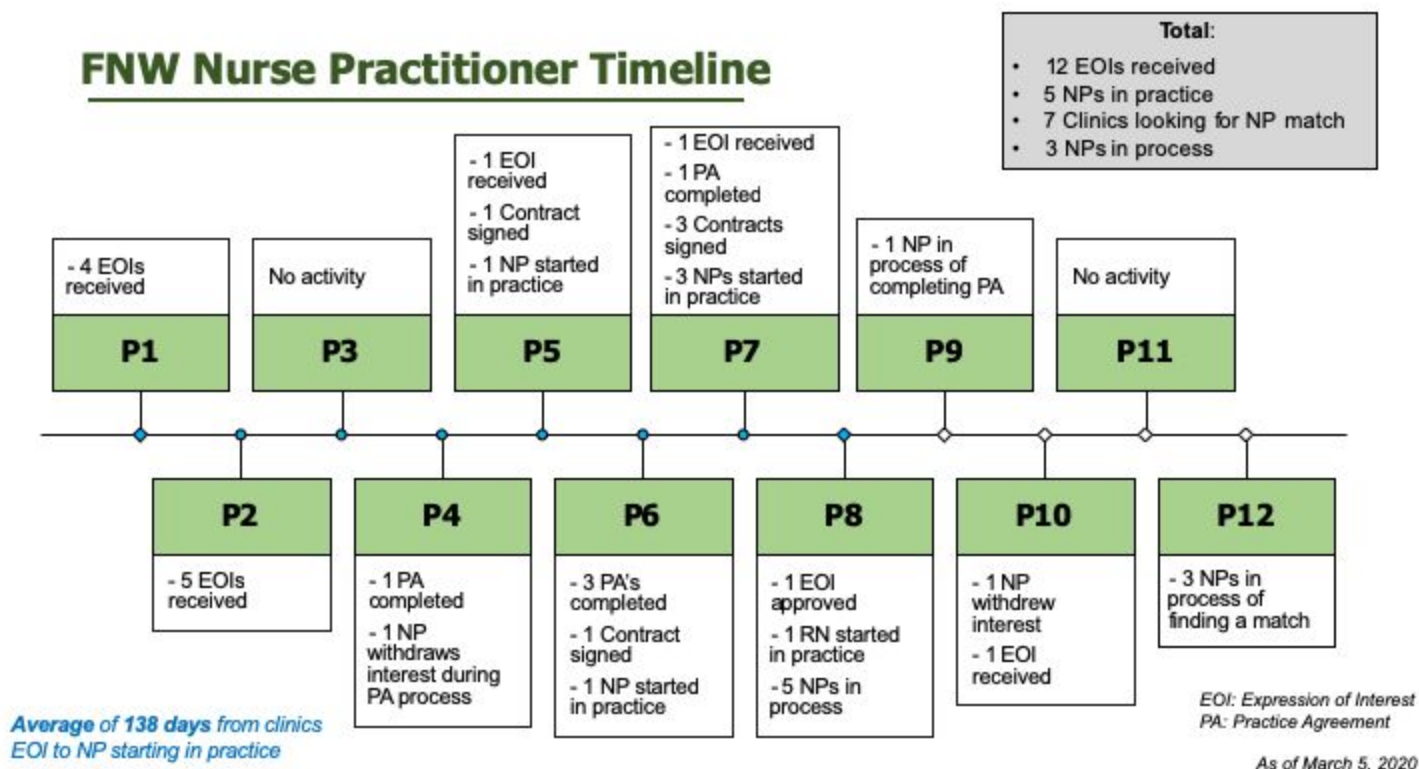 FNW Nurse Practitioner Timeline
Total:
• 12 EOIs received
• 5 NPs in practice
• 7 Clinics looking for NP match
• 3 NPs in process
- 4 EOIs
received
P1
No activity
P3
- 1 EOI
received
- 1 Contract
signed
- 1 NP started
in practice
P5
- 1 EOI received
- 1 PA
completed
- 3 Contracts
signed
- 3 NPs started
in practice
P7
- 1 NP in
process of
completing PA
P9
No activity
P11
P2
- 5 EOIs
received
P4
- 1 PA
completed
- 1 NP
withdraws
interest during
PA process
P6
- 3 PA's
completed
- 1 Contract
signed
- 1 NP started
in practice
P8
- 1 EOI
approved
- 1 RN started
in practice
- 5 NPs in
process
P10
- 1 NP
withdrew
interest
- 1 EOI
received
P12
- 3 NPs in
process of
finding a match
Average of 138 days from clinics
EOI to NP starting in practice
EOI: Expression of Interest
PA: Practice Agreement
As of March 5, 2020